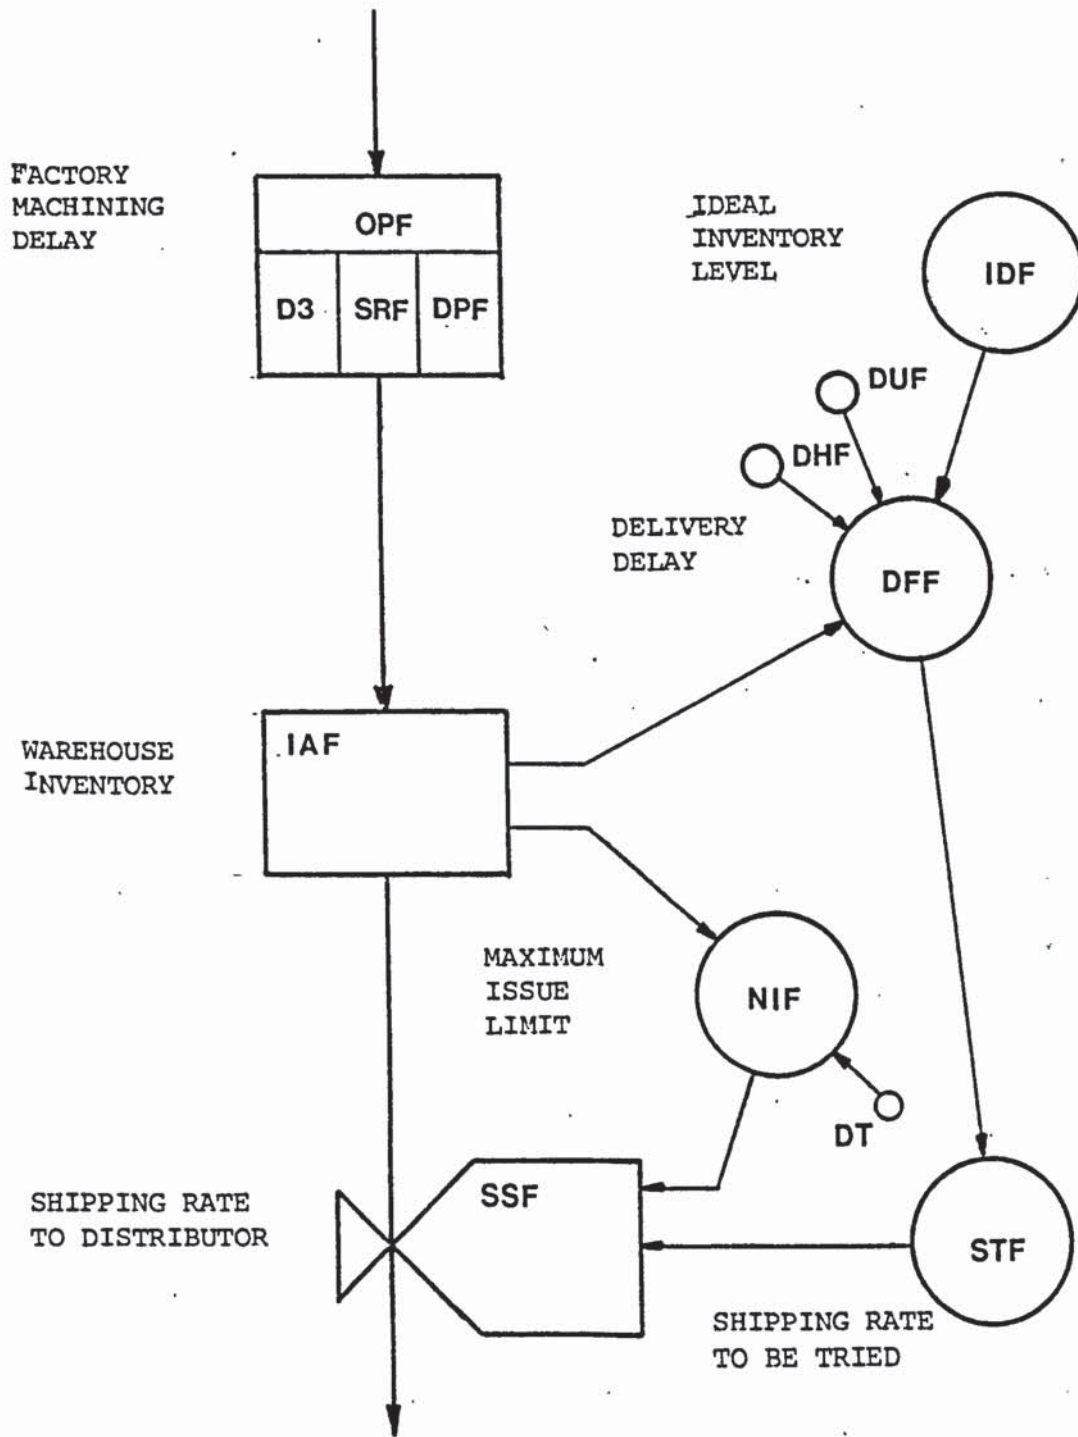 FACTORY
MACHINING
DELAY
OPF
D3 SRF DPF
IDEAL
INVENTORY
LEVEL
IDF
DUF
DHF
DELIVERY
DELAY
DFF
WAREHOUSE
INVENTORY
IAF
MAXIMUM
ISSUE
LIMIT
NIF
DT
SHIPPING RATE
TO DISTRIBUTOR
SSF
STF
SHIPPING RATE
TO BE TRIED